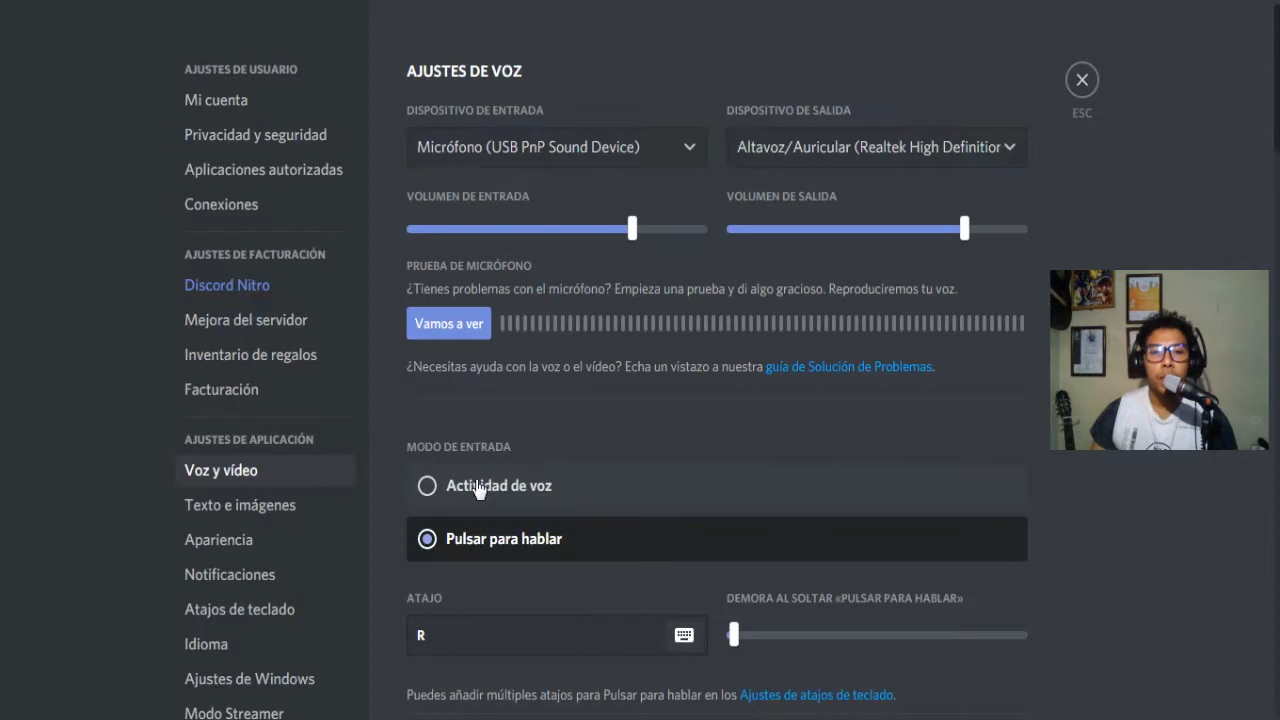 AJUSTES DE USUARIO
Mi cuenta
Privacidad y seguridad
Aplicaciones autorizadas
Conexiones
AJUSTES DE FACTURACIÓN
Discord Nitro
Mejora del servidor
Inventario de regalos
Facturación
AJUSTES DE APLICACIÓN
Voz y vídeo
Texto e imágenes
Apariencia
Notificaciones
Atajos de teclado
Idioma
Ajustes de Windows
Modo Streamer
AJUSTES DE VOZ
DISPOSITIVO DE ENTRADA
Micrófono (USB PnP Sound Device)
DISPOSITIVO DE SALIDA
Altavoz/Auricular (Realtek High Definition
VOLUMEN DE ENTRADA
VOLUMEN DE SALIDA
PRUEBA DE MICRÓFONO
¿Tienes problemas con el micrófono? Empieza una prueba y di algo gracioso. Reproduciremos tu voz.
Vamos a ver
¿Necesitas ayuda con la voz o el vídeo? Echa un vistazo a nuestra guía de Solución de Problemas.
MODO DE ENTRADA
Actividad de voz
Pulsar para hablar
ATAJO
R
DEMORA AL SOLTAR «PULSAR PARA HABLAR»
Puedes añadir múltiples atajos para Pulsar para hablar en los Ajustes de atajos de teclado.
ESC